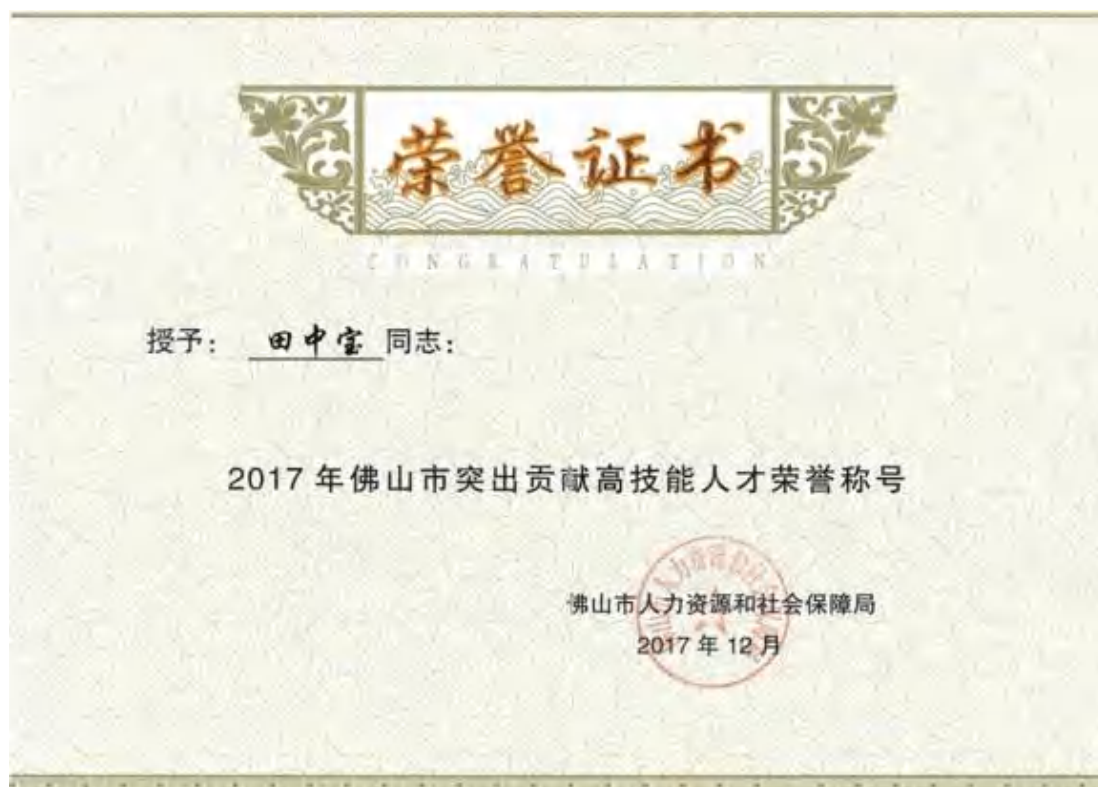 荣誉证书
CONGRATULATION
授予: 田中宝 同志:
2017年佛山市突出贡献高技能人才荣誉称号
佛山市人力资源和社会保障局
2017年12月